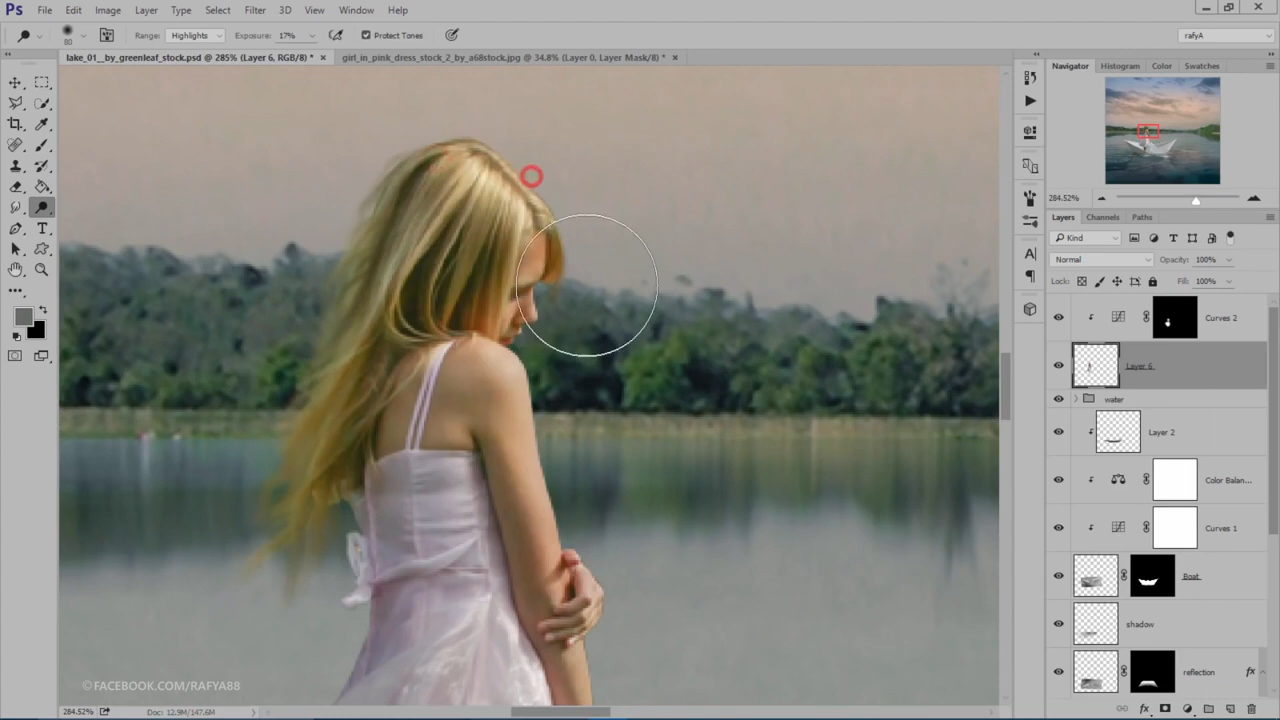 Ps File Edit Image Layer Type Select Filter 3D View Window Help
80 Range: Highlights Exposure: 17% Protect Tones rafyA
lake_01__by_greenleaf_stock.psd @ 285% (Layer 6, RGB/8) * × girl_in_pink_dress_stock_2_by_a68stock.jpg @ 34.8% (Layer 0, Layer Mask/8) * ×
Navigator Histogram Color Swatches
284.52%
Layers Channels Paths
Kind
Normal Opacity: 100%
Lock: Fill: 100%
Curves 2
Layer 6
water
Layer 2
Color Balan...
Curves 1
Boat
shadow
reflection fx
©FACEBOOK.COM/RAFYA88
284.52% Doc: 12.9M/147.6M